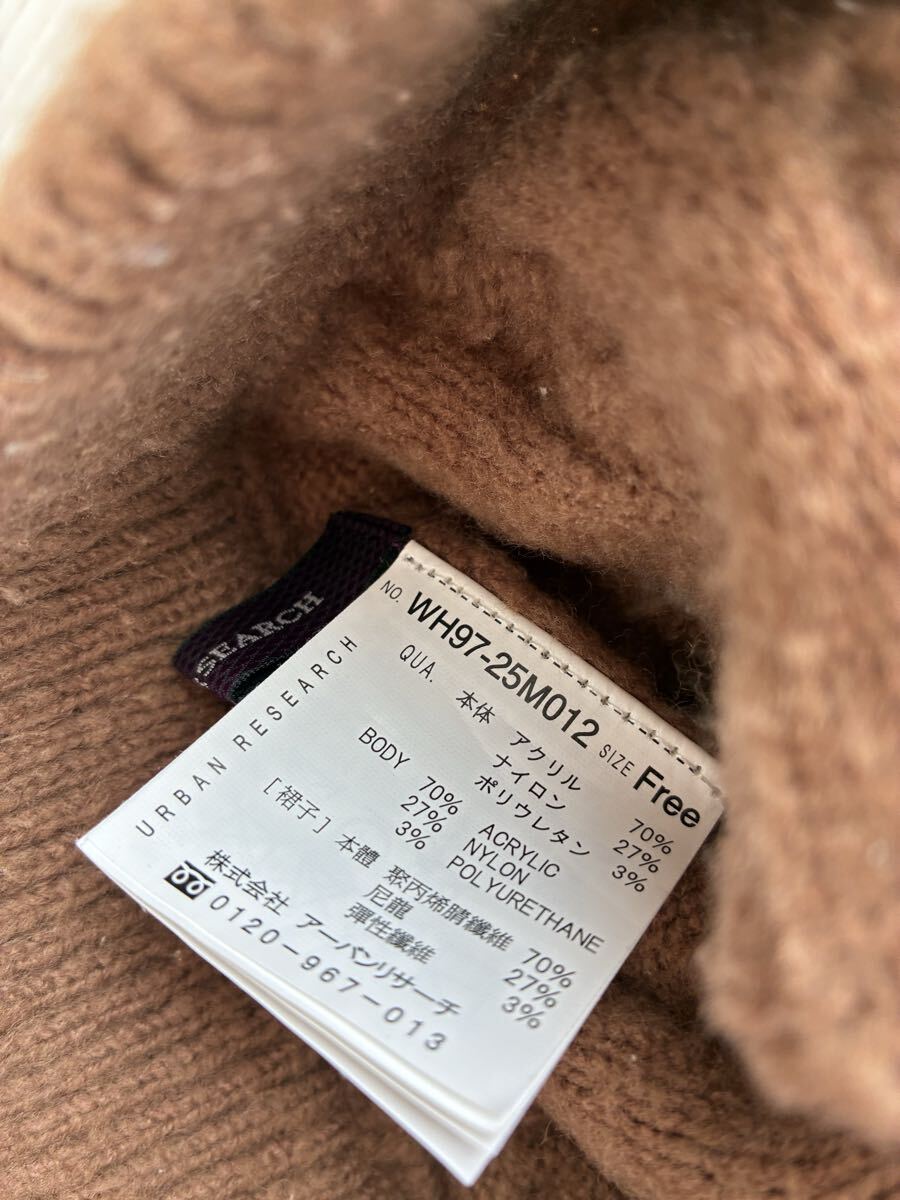 SEARCH
NO. WH97-25M012 SIZE Free
QUA. 本体 アクリル 70%
ナイロン 27%
ポリウレタン 3%
BODY 70% ACRYLIC
27% NYLON
3% POLYURETHANE
[裙子] 本體 聚丙烯腈纖維 70%
尼龍 27%
彈性纖維 3%
URBAN RESEARCH
株式会社 アーバンリサーチ
0120-967-013